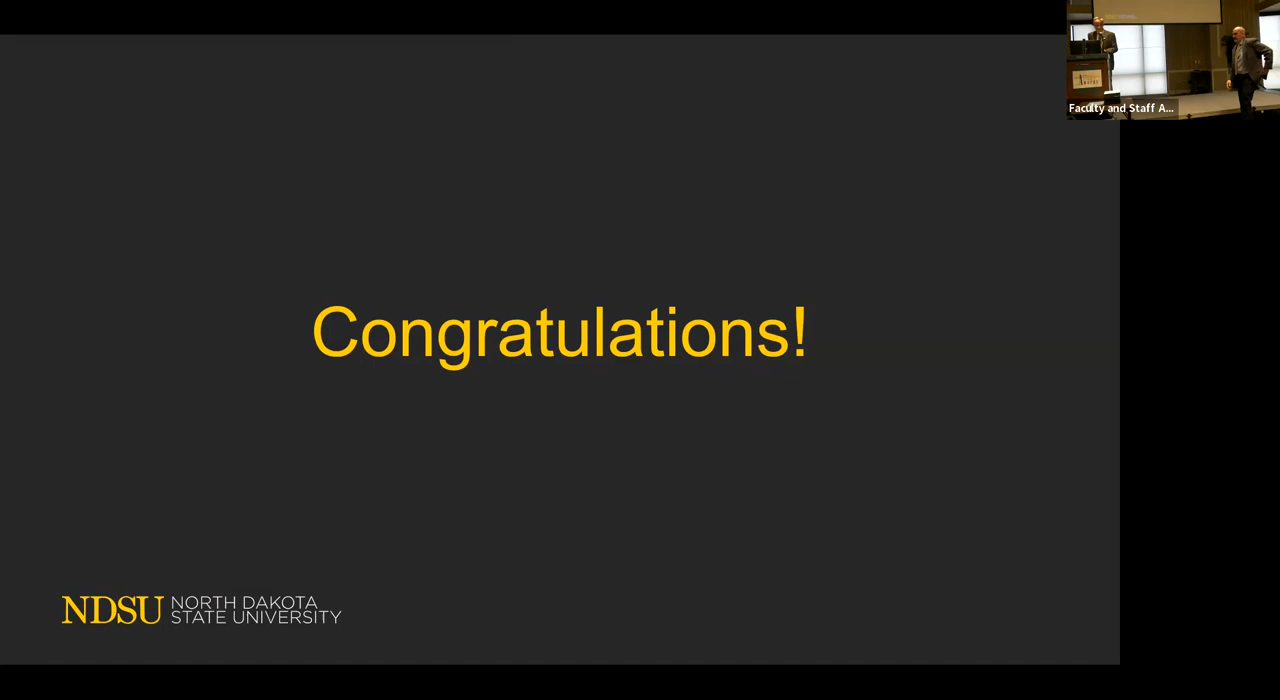 Congratulations!
NDSU NORTH DAKOTA
STATE UNIVERSITY
Faculty and Staff A...